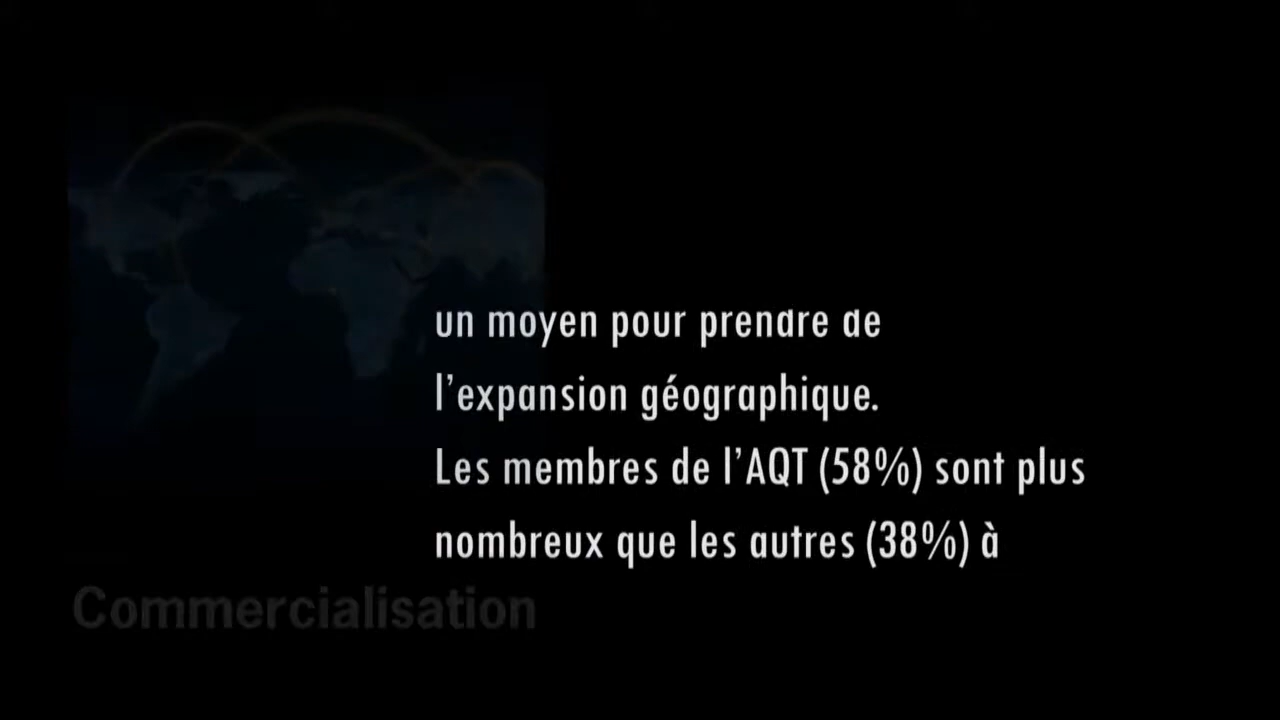 un moyen pour prendre de
l’expansion géographique.
Les membres de l’AQT (58%) sont plus
nombreux que les autres (38%) à
Commercialisation